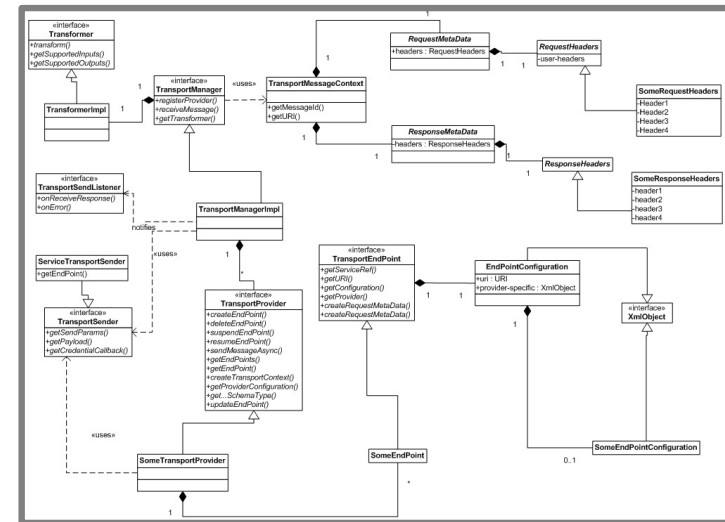 «interface»
Transformer
+transform()
+getSupportedInputs()
+getSupportedOutputs()
TransformerImpl
1
1
«interface»
TransportManager
+registerProvider()
+receiveMessage()
+getTransformer()
«uses»
TransportMessageContext
+getMessageId()
+getURI()
1
1
1
1
RequestMetaData
+headers : RequestHeaders
1
1
RequestHeaders
-user-headers
SomeRequestHeaders
-Header1
-Header2
-Header3
-Header4
ResponseMetaData
-headers : ResponseHeaders
1
1
ResponseHeaders
SomeResponseHeaders
-header1
-header2
-header3
-header4
«interface»
TransportSendListener
+onReceiveResponse()
+onError()
notifies
TransportManagerImpl
«uses»
1
*
ServiceTransportSender
+getEndPoint()
«interface»
TransportSender
+getSendParams()
+getPayload()
+getCredentialCallback()
«interface»
TransportProvider
+createEndPoint()
+deleteEndPoint()
+suspendEndPoint()
+resumeEndPoint()
+sendMessageAsync()
+getEndPoints()
+getEndPoint()
+createTransportContext()
+getProviderConfiguration()
+get...SchemaType()
+updateEndPoint()
«interface»
TransportEndPoint
+getServiceRef()
+getURI()
+getConfiguration()
+getProvider()
+createRequestMetaData()
+createRequestMetaData()
1
1
EndPointConfiguration
+uri : URI
+provider-specific : XmlObject
1
«interface»
XmlObject
«uses»
SomeTransportProvider
1
SomeEndPoint
*
SomeEndPointConfiguration
0..1